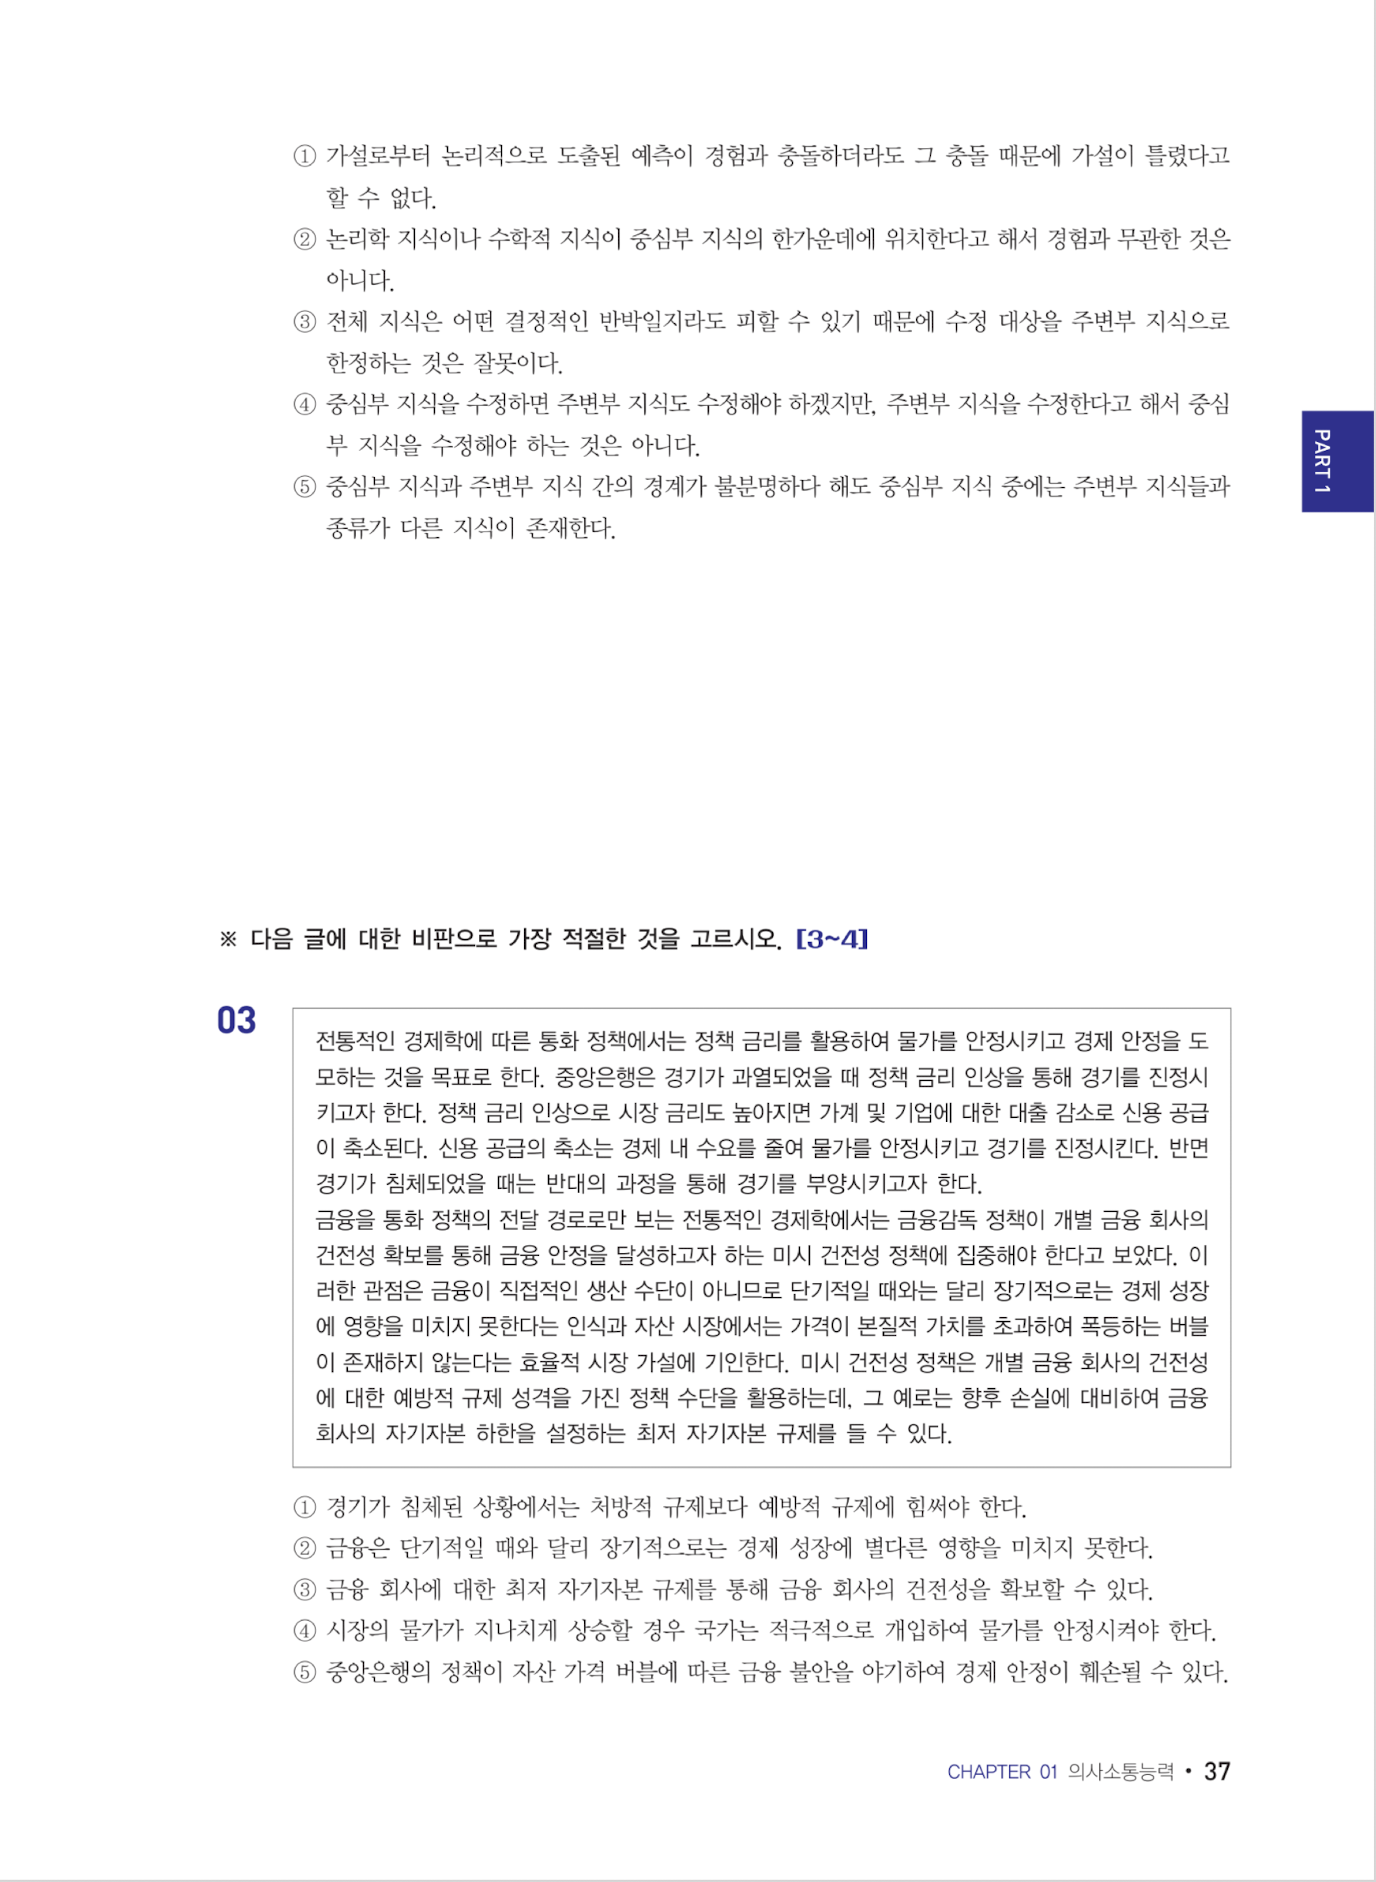 ① 가설로부터 논리적으로 도출된 예측이 경험과 충돌하더라도 그 충돌 때문에 가설이 틀렸다고
할 수 없다.
② 논리학 지식이나 수학적 지식이 중심부 지식의 한가운데에 위치한다고 해서 경험과 무관한 것은
아니다.
③ 전체 지식은 어떤 결정적인 반박일지라도 피할 수 있기 때문에 수정 대상을 주변부 지식으로
한정하는 것은 잘못이다.
④ 중심부 지식을 수정하면 주변부 지식도 수정해야 하겠지만, 주변부 지식을 수정한다고 해서 중심
부 지식을 수정해야 하는 것은 아니다.
⑤ 중심부 지식과 주변부 지식 간의 경계가 불분명하다 해도 중심부 지식 중에는 주변부 지식들과
종류가 다른 지식이 존재한다.
PART 1
※ 다음 글에 대한 비판으로 가장 적절한 것을 고르시오. [3~4]
03
전통적인 경제학에 따른 통화 정책에서는 정책 금리를 활용하여 물가를 안정시키고 경제 안정을 도
모하는 것을 목표로 한다. 중앙은행은 경기가 과열되었을 때 정책 금리 인상을 통해 경기를 진정시
키고자 한다. 정책 금리 인상으로 시장 금리도 높아지면 가계 및 기업에 대한 대출 감소로 신용 공급
이 축소된다. 신용 공급의 축소는 경제 내 수요를 줄여 물가를 안정시키고 경기를 진정시킨다. 반면
경기가 침체되었을 때는 반대의 과정을 통해 경기를 부양시키고자 한다.
금융을 통화 정책의 전달 경로로만 보는 전통적인 경제학에서는 금융감독 정책이 개별 금융 회사의
건전성 확보를 통해 금융 안정을 달성하고자 하는 미시 건전성 정책에 집중해야 한다고 보았다. 이
러한 관점은 금융이 직접적인 생산 수단이 아니므로 단기적일 때와는 달리 장기적으로는 경제 성장
에 영향을 미치지 못한다는 인식과 자산 시장에서는 가격이 본질적 가치를 초과하여 폭등하는 버블
이 존재하지 않는다는 효율적 시장 가설에 기인한다. 미시 건전성 정책은 개별 금융 회사의 건전성
에 대한 예방적 규제 성격을 가진 정책 수단을 활용하는데, 그 예로는 향후 손실에 대비하여 금융
회사의 자기자본 하한을 설정하는 최저 자기자본 규제를 들 수 있다.
① 경기가 침체된 상황에서는 처방적 규제보다 예방적 규제에 힘써야 한다.
② 금융은 단기적일 때와 달리 장기적으로는 경제 성장에 별다른 영향을 미치지 못한다.
③ 금융 회사에 대한 최저 자기자본 규제를 통해 금융 회사의 건전성을 확보할 수 있다.
④ 시장의 물가가 지나치게 상승할 경우 국가는 적극적으로 개입하여 물가를 안정시켜야 한다.
⑤ 중앙은행의 정책이 자산 가격 버블에 따른 금융 불안을 야기하여 경제 안정이 훼손될 수 있다.
CHAPTER 01 의사소통능력 • 37